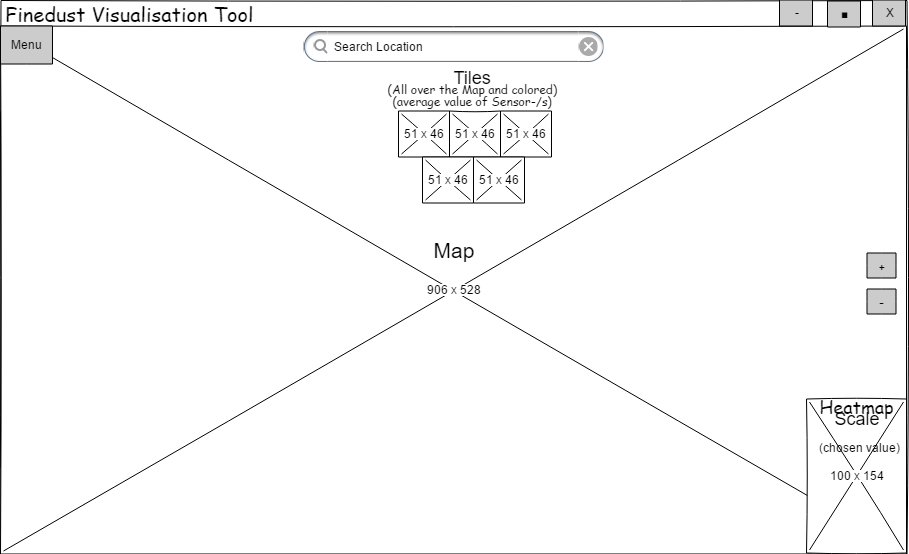 Finedust Visualisation Tool
- ■ X
Menu
Search Location
Tiles
(All over the Map and colored)
(average value of Sensor-/s)
51 x 46 51 x 46 51 x 46
51 x 46 51 x 46
Map
906 x 528
+
-
Heatmap
Scale
(chosen value)
100 x 154